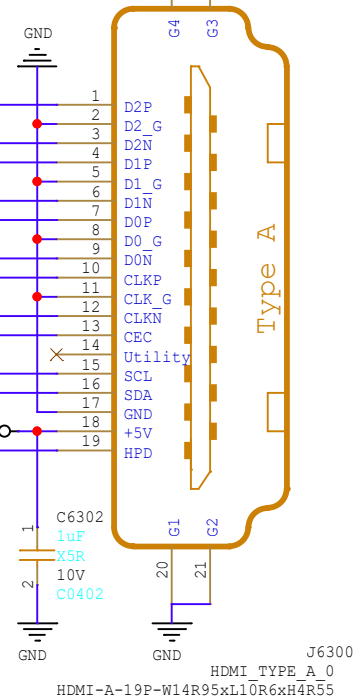 G4
G3
GND
1
D2P
2
D2_G
3
D2N
4
D1P
5
D1_G
6
D1N
7
D0P
8
D0_G
9
D0N
10
CLKP
11
CLK_G
12
CLKN
13
CEC
14
Utility
15
SCL
16
SDA
17
GND
18
+5V
19
HPD
Type A
1
C6302
1uF
X5R
10V
2
C0402
G1
G2
20
21
GND
GND
J6300
HDMI_TYPE_A_0
HDMI-A-19P-W14R95xL10R6xH4R55